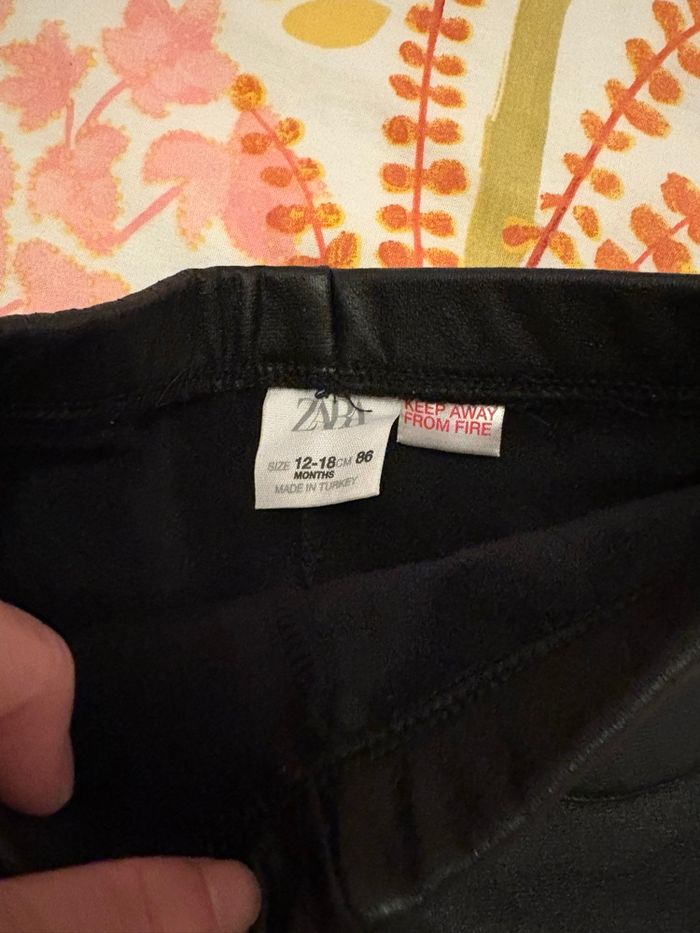 ZARA
SIZE 12-18 CM 86
MONTHS
MADE IN TURKEY
KEEP AWAY
FROM FIRE